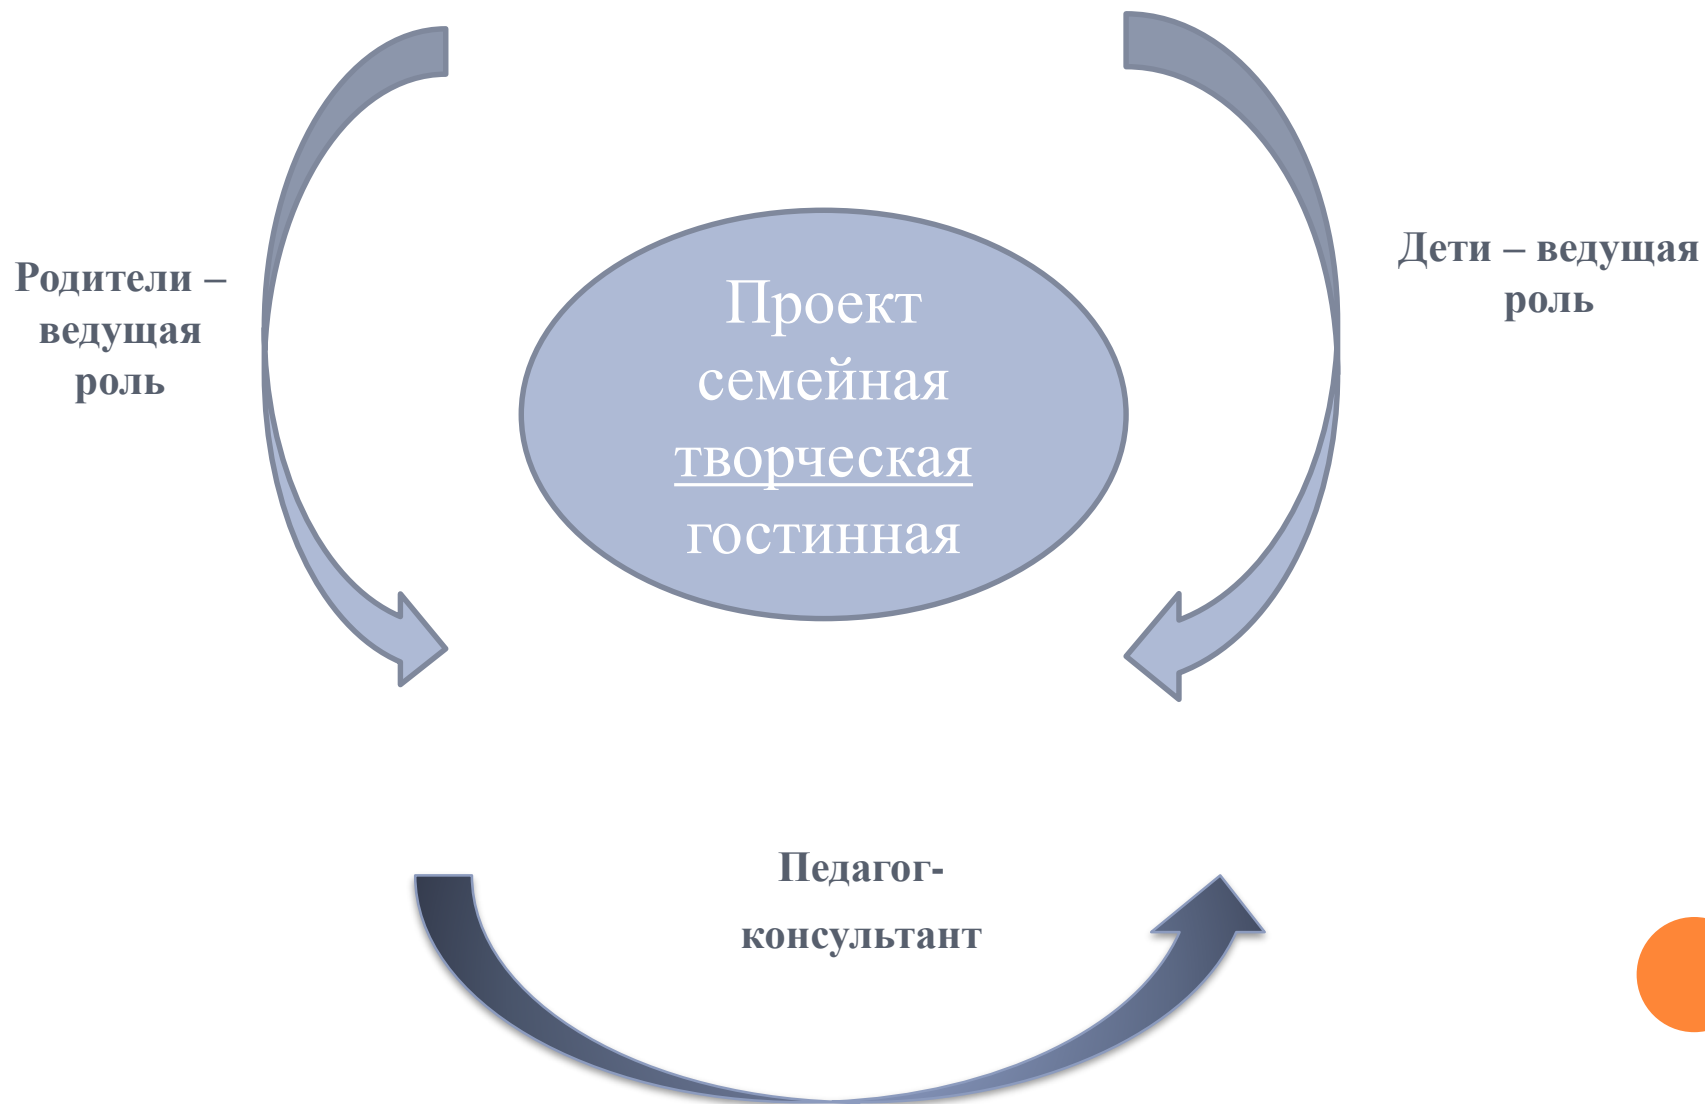 Родители –
ведущая
роль
Проект
семейная
творческая
гостинная
Дети – ведущая
роль
Педагог-
консультант